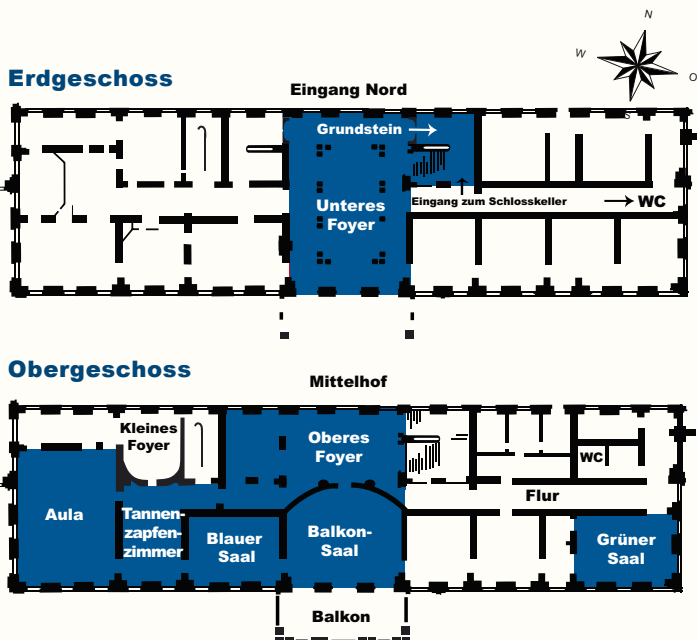 N
W
O
S
Erdgeschoss
Eingang Nord
Grundstein
Unteres
Foyer
Eingang zum Schlosskeller
WC
Obergeschoss
Mittelhof
Kleines
Foyer
Oberes
Foyer
WC
Flur
Aula
Tannen-
zapfen-
zimmer
Blauer
Saal
Balkon-
Saal
Grüner
Saal
Balkon